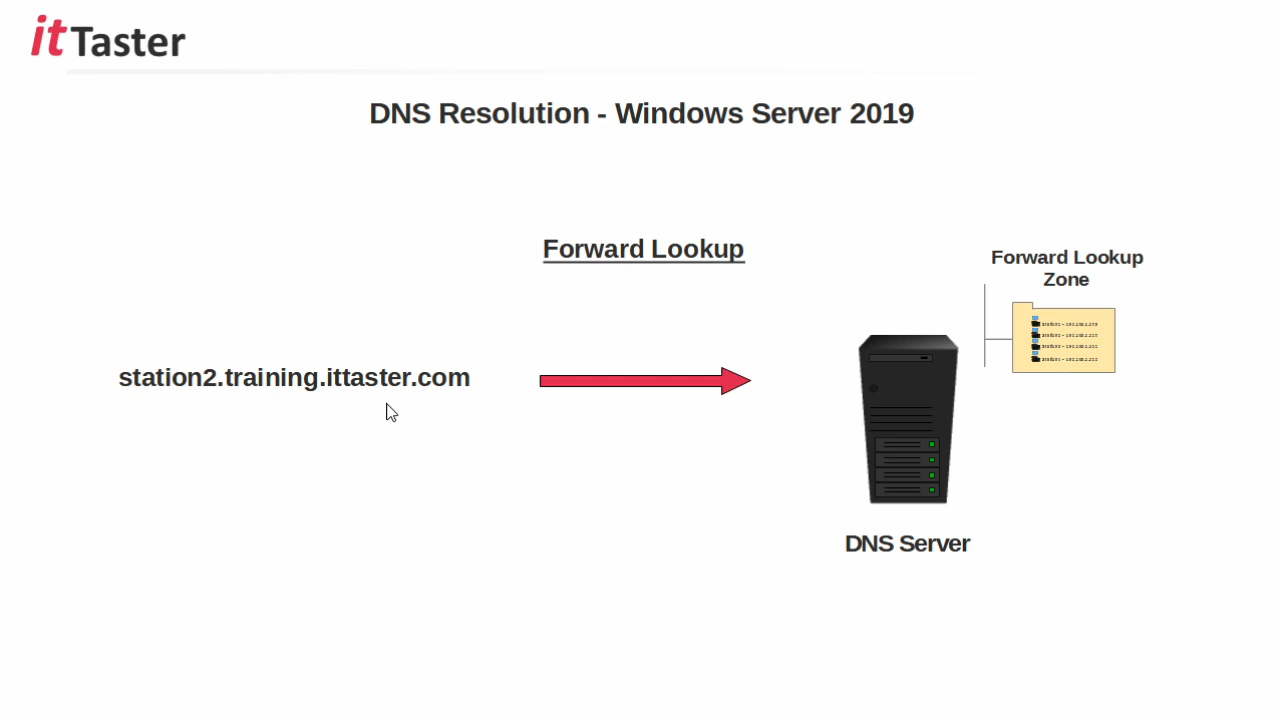 itTaster
DNS Resolution - Windows Server 2019
Forward Lookup
Forward Lookup
Zone
station2.training.ittaster.com
DNS Server